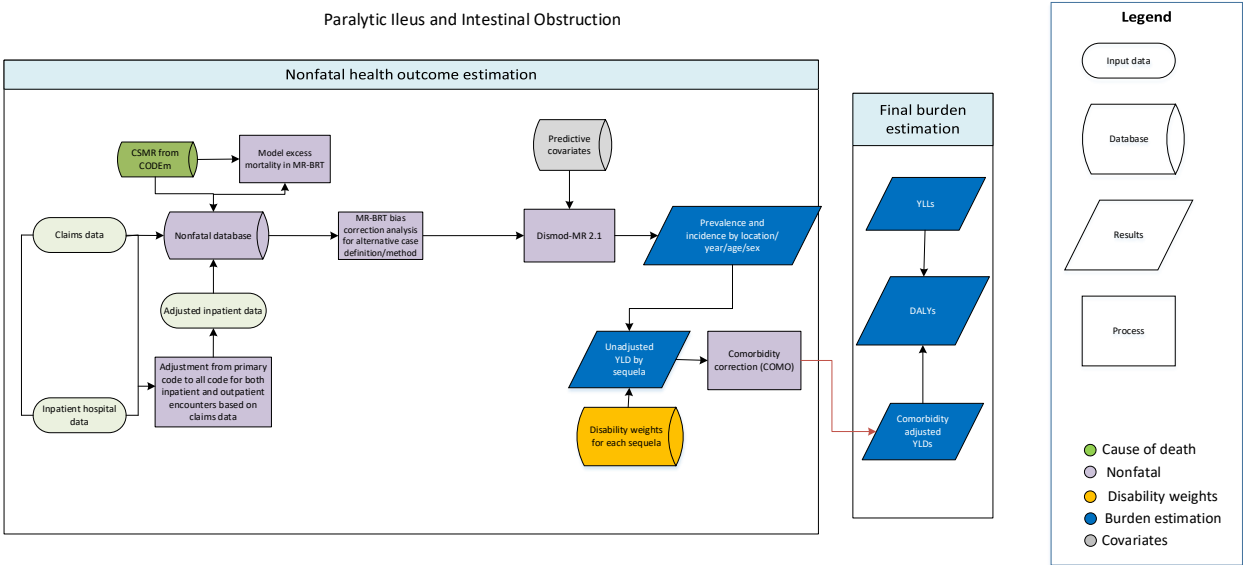 Paralytic Ileus and Intestinal Obstruction
Nonfatal health outcome estimation
CSMR from
CODEm
Model excess
mortality in MR-BRT
Predictive
covariates
Claims data
Nonfatal database
MR-BRT bias
correction analysis
for alternative case
definition/method
Dismod-MR 2.1
Prevalence and
incidence by location/
year/age/sex
Adjusted inpatient data
Adjustment from primary
code to all code for both
inpatient and outpatient
encounters based on
claims data
Inpatient hospital
data
Unadjusted
YLD by
sequela
Comorbidity
correction (COMO)
Disability weights
for each sequela
Final burden
estimation
YLLs
DALYs
Comorbidity
adjusted
YLDs
Legend
Input data
Database
Results
Process
Cause of death
Nonfatal
Disability weights
Burden estimation
Covariates